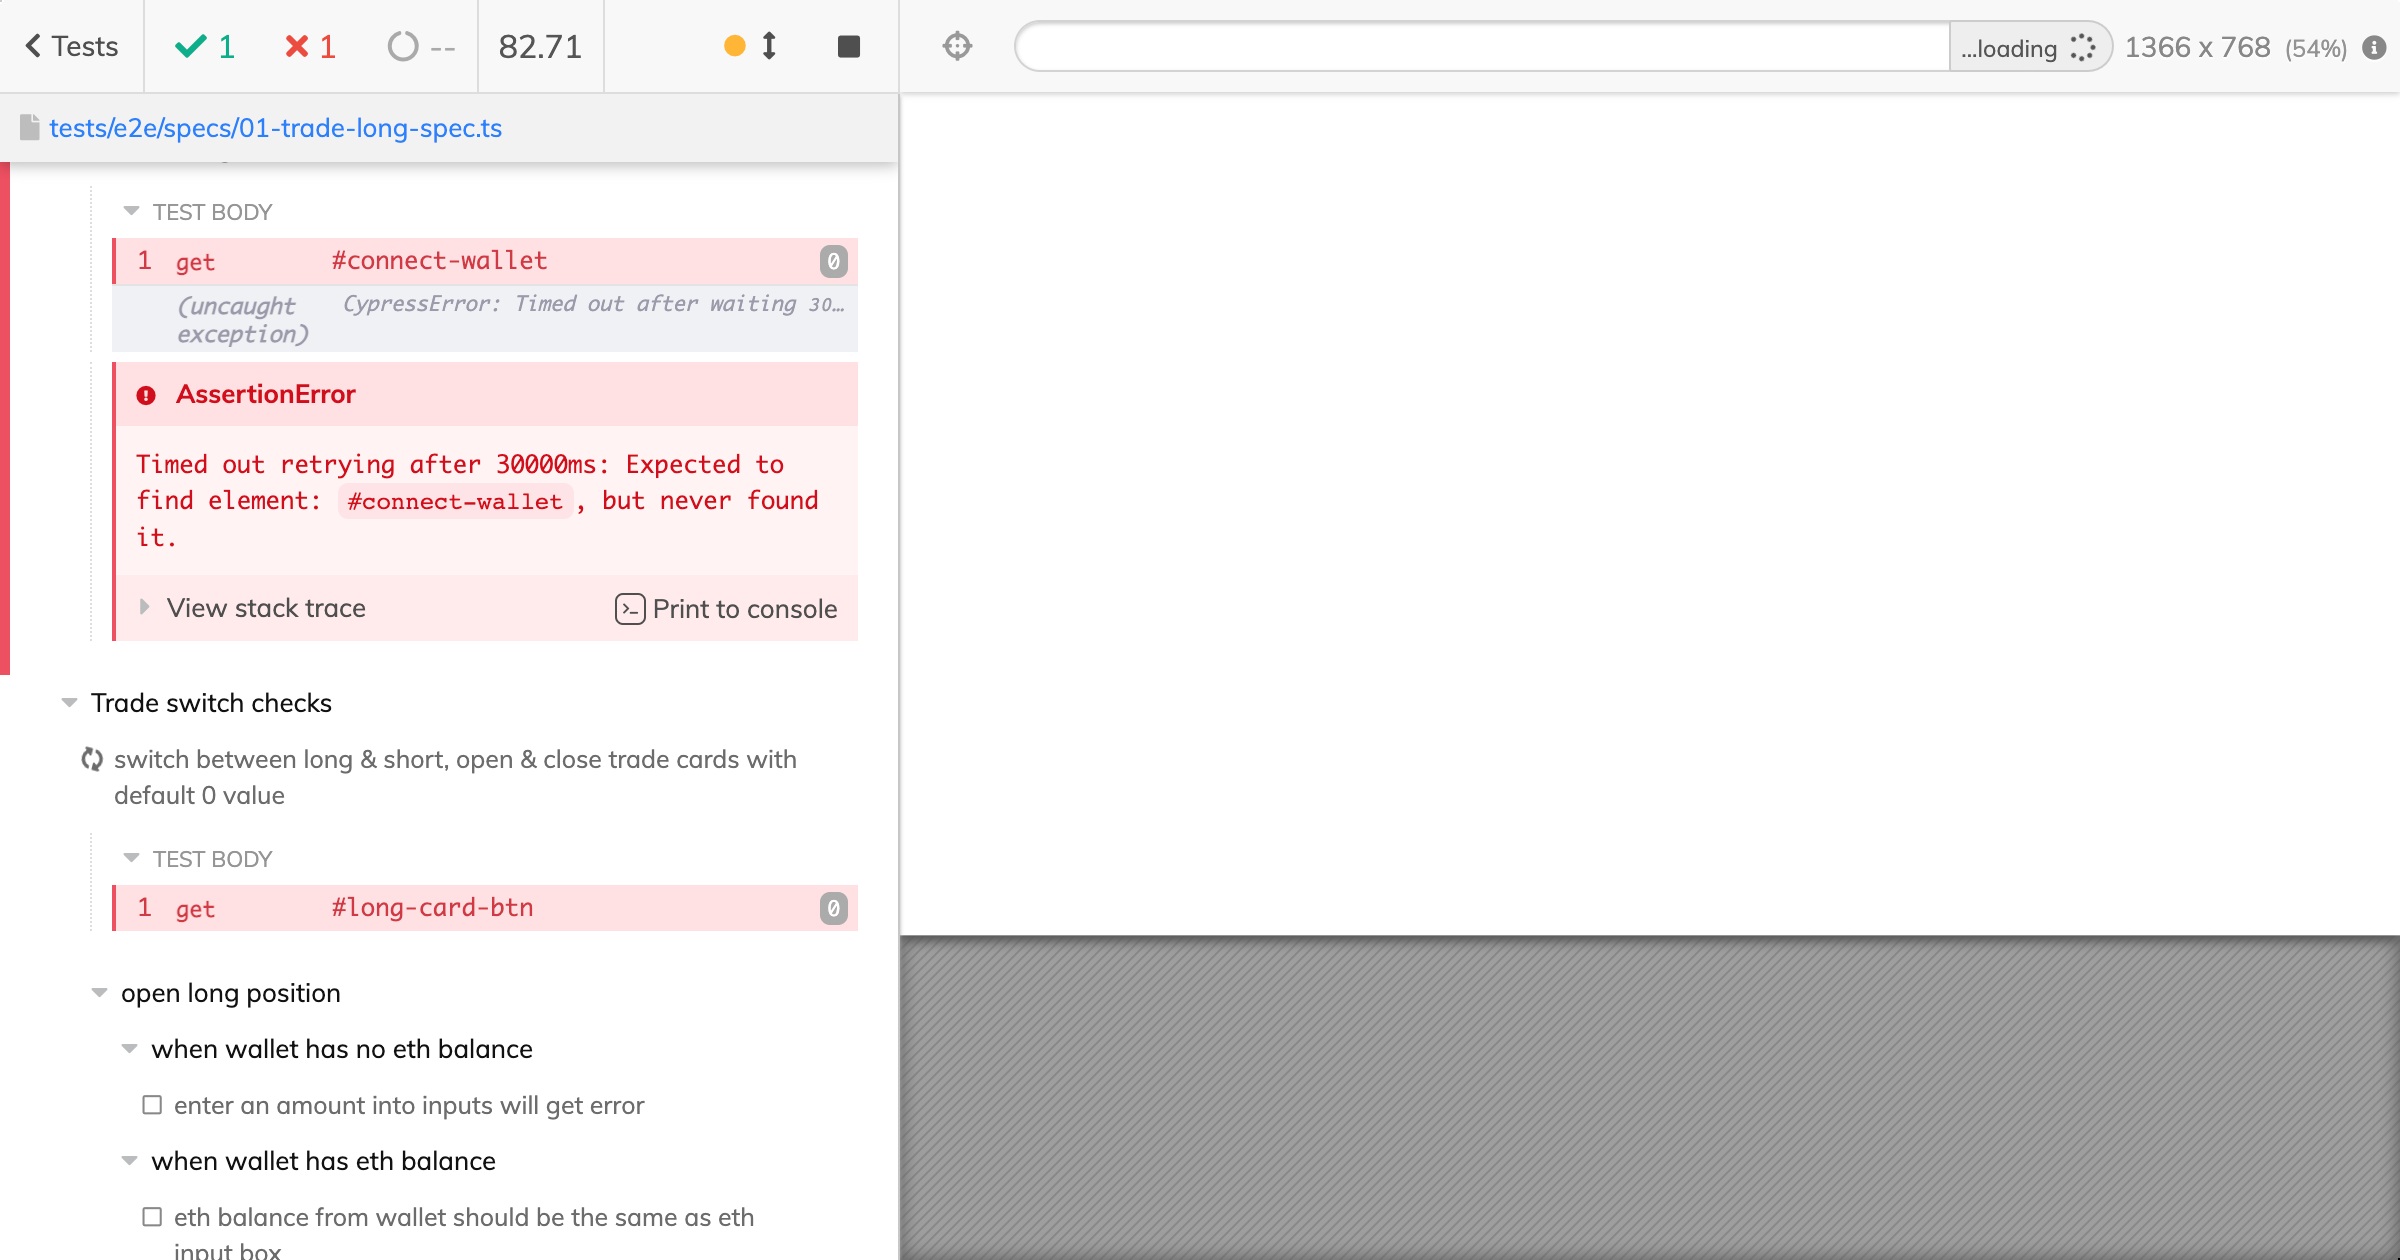 Tests 1 1 -- 82.71 ...loading 1366 x 768 (54%)
tests/e2e/specs/01-trade-long-spec.ts
TEST BODY
1 get #connect-wallet 0
(uncaught exception) CypressError: Timed out after waiting 30…
AssertionError
Timed out retrying after 30000ms: Expected to
find element: #connect-wallet, but never found
it.
View stack trace Print to console
Trade switch checks
switch between long & short, open & close trade cards with
default 0 value
TEST BODY
1 get #long-card-btn 0
open long position
when wallet has no eth balance
enter an amount into inputs will get error
when wallet has eth balance
eth balance from wallet should be the same as eth
input box